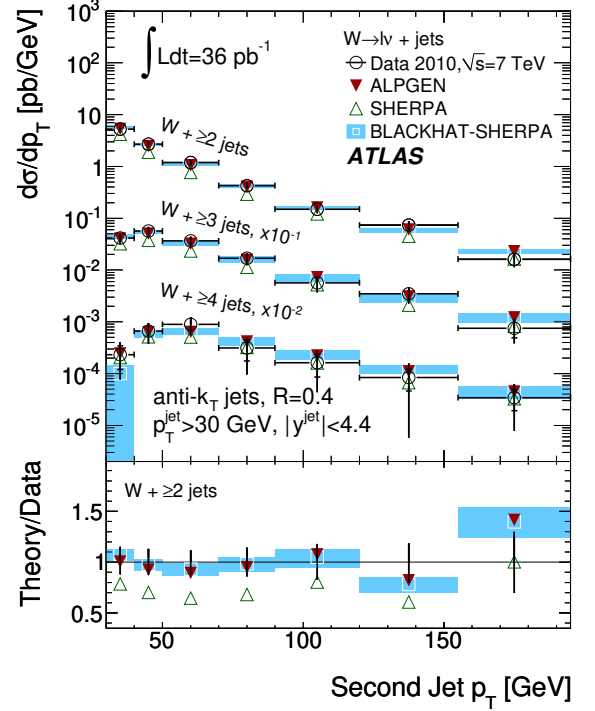 dσ/dp_T [pb/GeV]
10³
10²
10
1
10⁻¹
10⁻²
10⁻³
10⁻⁴
10⁻⁵
∫ Ldt=36 pb⁻¹
W→lν + jets
Data 2010,√s=7 TeV
ALPGEN
SHERPA
BLACKHAT-SHERPA
ATLAS
W + ≥2 jets
W + ≥3 jets, x10⁻¹
W + ≥4 jets, x10⁻²
anti-k_T jets, R=0.4
p_T^jet>30 GeV, |y^jet|<4.4
Theory/Data
W + ≥2 jets
1.5
1
0.5
50 100 150
Second Jet p_T [GeV]